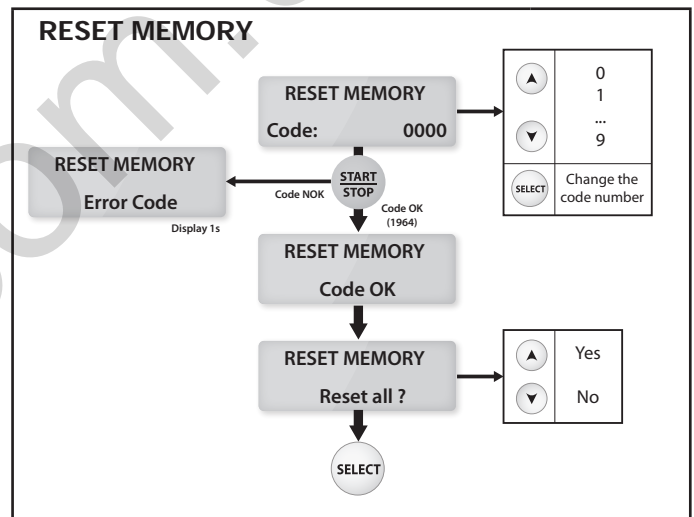 RESET MEMORY
RESET MEMORY
Code: 0000
0
1
...
9
SELECT
Change the
code number
RESET MEMORY
Error Code
Display 1s
Code NOK
START
STOP
Code OK
(1964)
RESET MEMORY
Code OK
RESET MEMORY
Reset all ?
Yes
No
SELECT